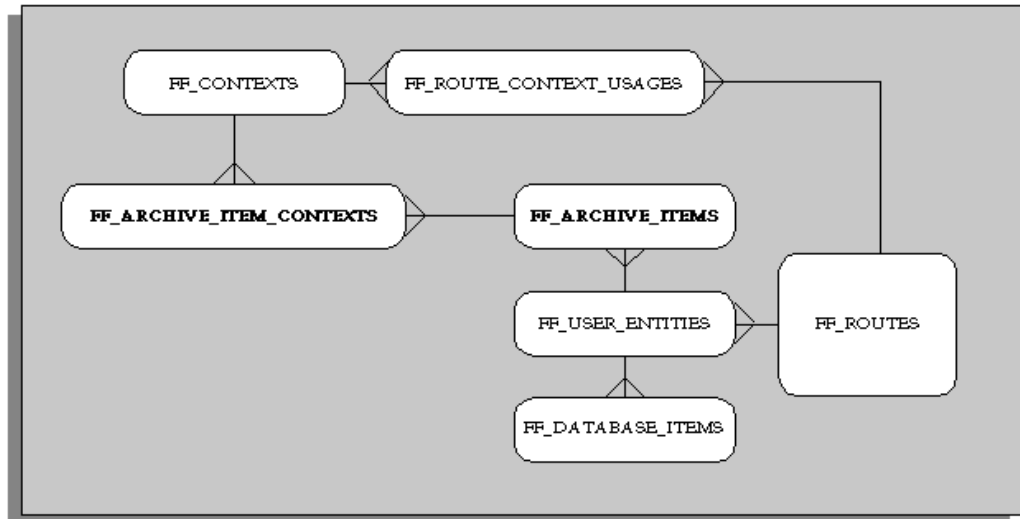 FF_CONTEXTS
FF_ROUTE_CONTEXT_USAGES
FF_ARCHIVE_ITEM_CONTEXTS
FF_ARCHIVE_ITEMS
FF_USER_ENTITIES
FF_ROUTES
FF_DATABASE_ITEMS